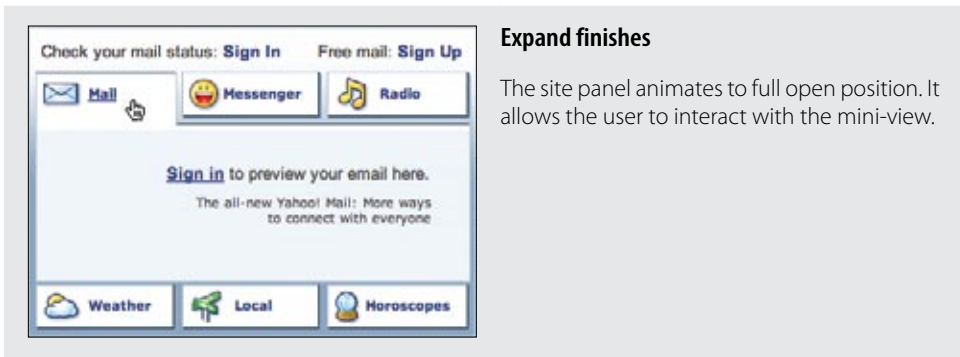 Check your mail status: Sign In Free mail: Sign Up
Mail Messenger Radio
Sign in to preview your email here.
The all-new Yahoo! Mail: More ways
to connect with everyone
Weather Local Horoscopes
Expand finishes
The site panel animates to full open position. It
allows the user to interact with the mini-view.